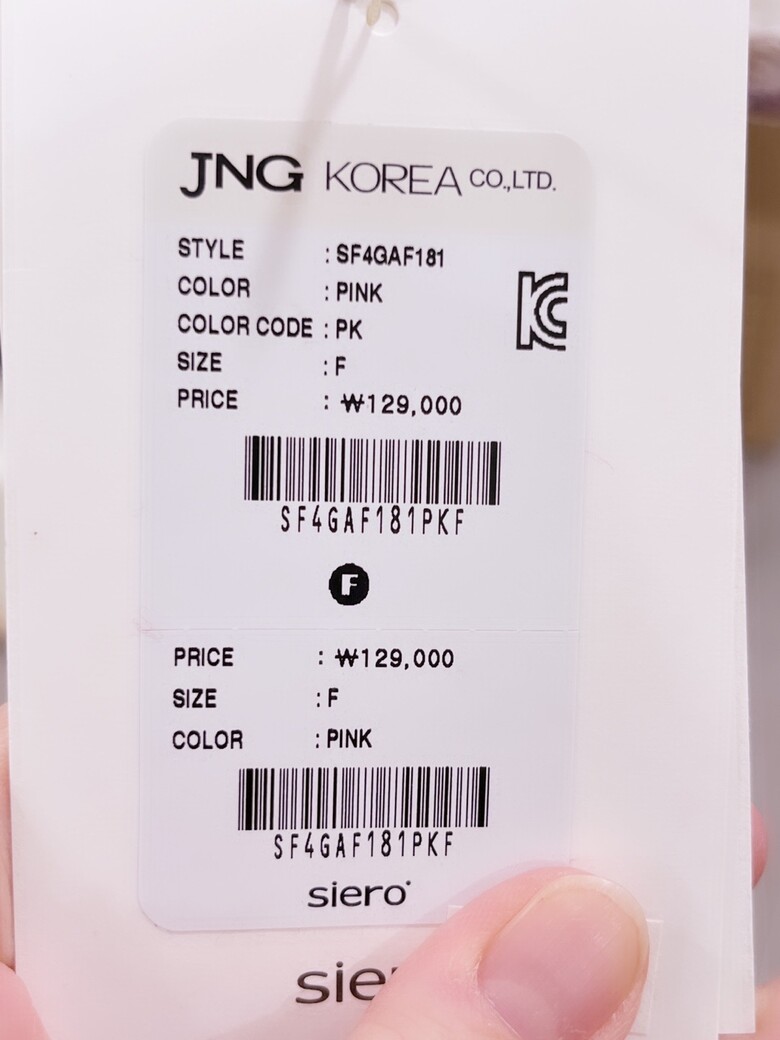 JNG KOREA CO.,LTD.
STYLE : SF4GAF181
COLOR : PINK
COLOR CODE : PK
SIZE : F
PRICE : ₩129,000
KC
SF4GAF181PKF
F
PRICE : ₩129,000
SIZE : F
COLOR : PINK
SF4GAF181PKF
siero